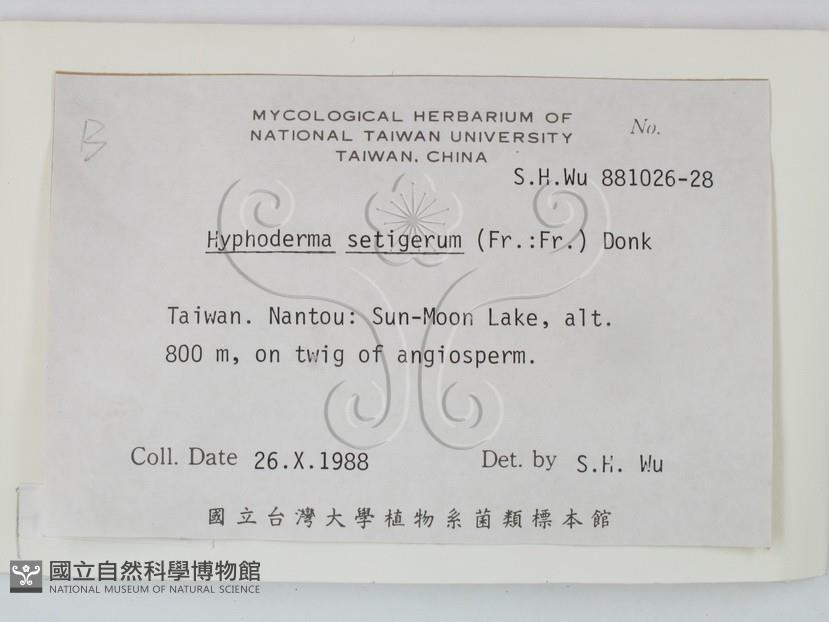 B
MYCOLOGICAL HERBARIUM OF
NATIONAL TAIWAN UNIVERSITY
TAIWAN, CHINA
No.
S.H.Wu 881026-28
Hyphoderma setigerum (Fr.:Fr.) Donk
Taiwan. Nantou: Sun-Moon Lake, alt.
800 m, on twig of angiosperm.
Coll. Date 26.X.1988
Det. by S.H. Wu
國立台灣大學植物系菌類標本館
國立自然科學博物館
NATIONAL MUSEUM OF NATURAL SCIENCE